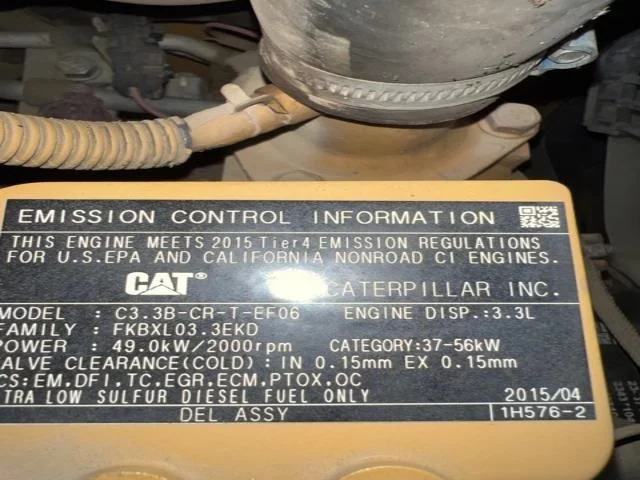 EMISSION CONTROL INFORMATION
THIS ENGINE MEETS 2015 Tier4 EMISSION REGULATIONS
FOR U.S.EPA AND CALIFORNIA NONROAD CI ENGINES.
CAT® CATERPILLAR INC.
MODEL : C3.3B-CR-T-EF06 ENGINE DISP.:3.3L
FAMILY : FKBXL03.3EKD
POWER : 49.0kW/2000rpm CATEGORY:37-56kW
VALVE CLEARANCE(COLD) : IN 0.15mm EX 0.15mm
CS:EM,DFI,TC,EGR,ECM,PTOX,OC
TRA LOW SULFUR DIESEL FUEL ONLY 2015/04
DEL ASSY 1H576-2